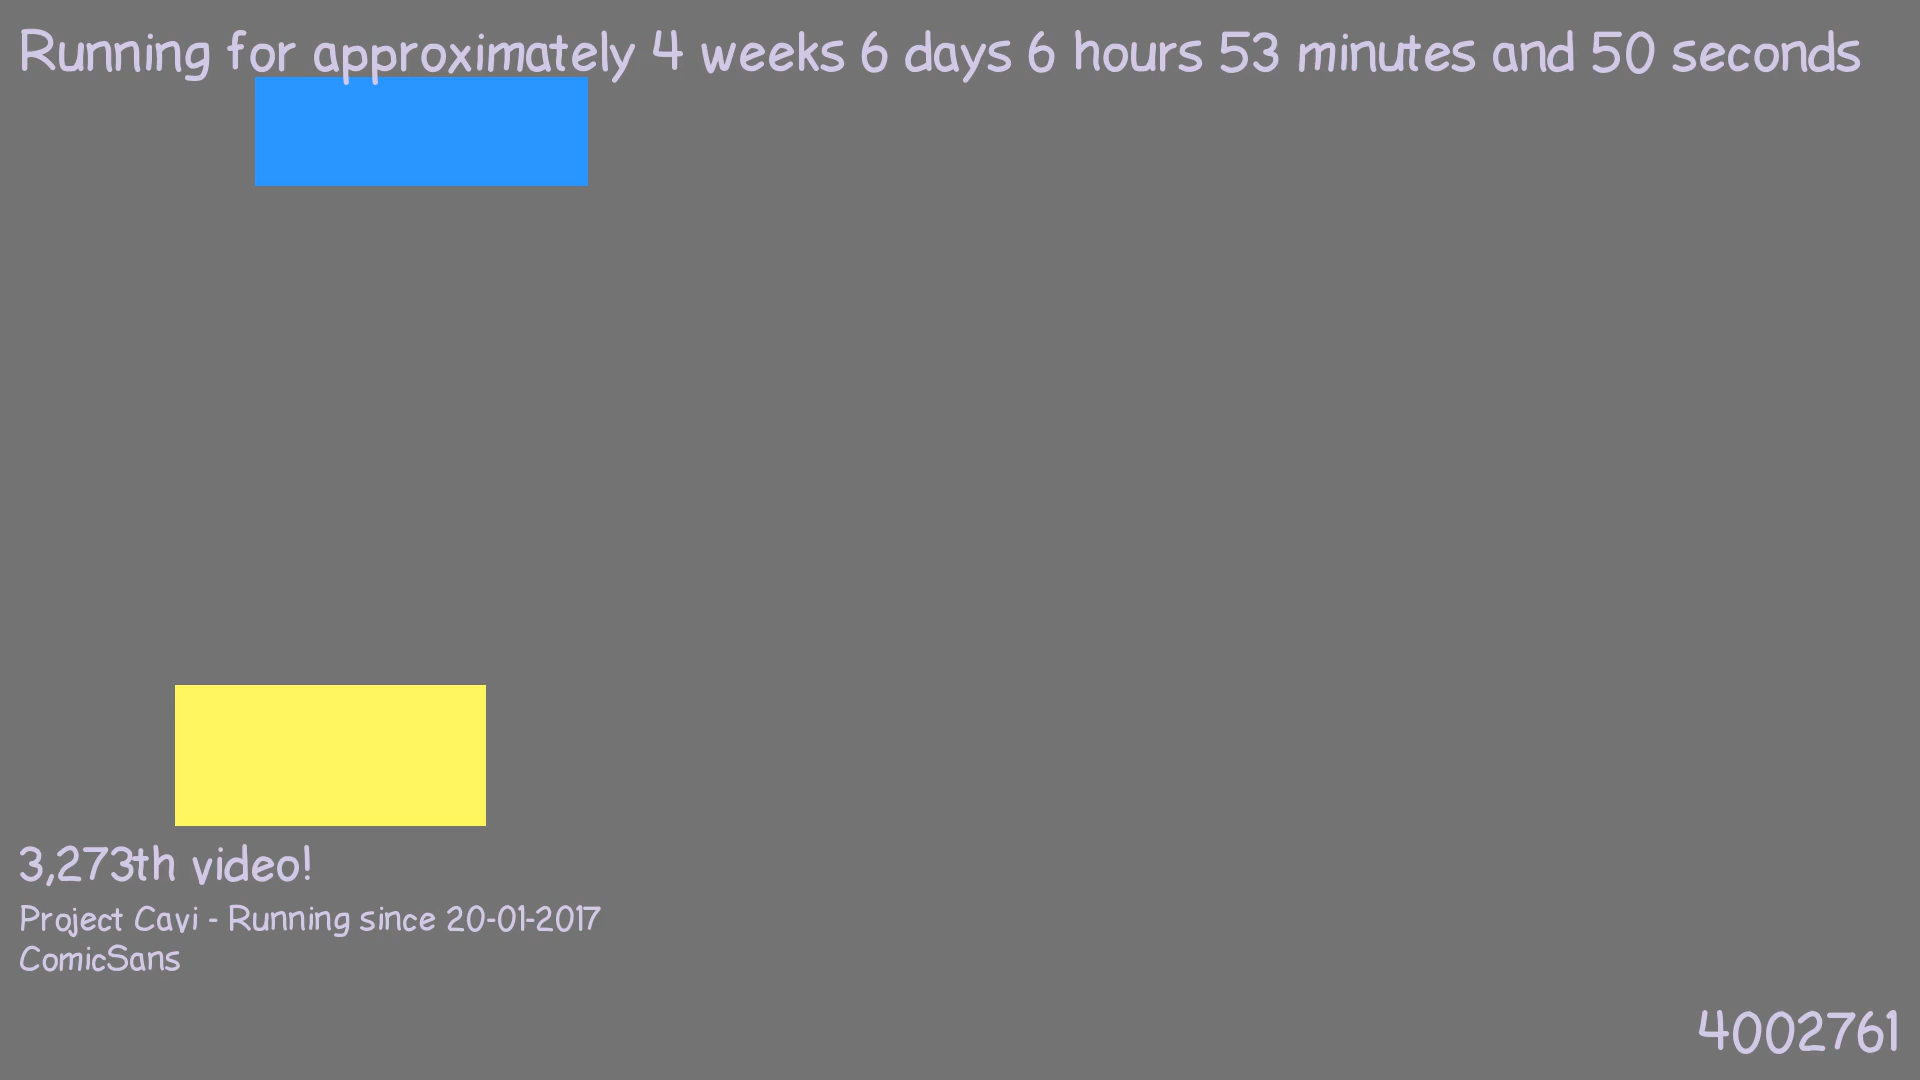 Running for approximately 4 weeks 6 days 6 hours 53 minutes and 50 seconds
3,273th video!
Project Cavi - Running since 20-01-2017
ComicSans
4002761